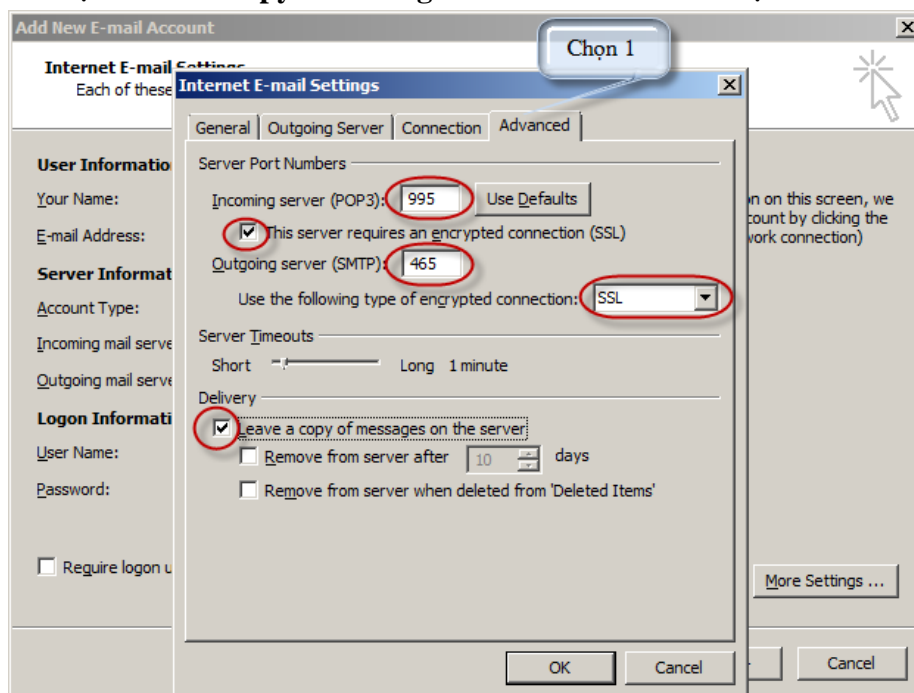 py
Add New E-mail Account
Chọn 1
Internet E-mail Settings
Each of these
Internet E-mail Settings
General
Outgoing Server
Connection
Advanced
User Informatio
Server Port Numbers
Your Name:
Incoming server (POP3):
995
Use Defaults
n on this screen, we
count by clicking the
E-mail Address:
This server requires an encrypted connection (SSL)
work connection)
Server Informat
Outgoing server (SMTP):
465
Account Type:
Use the following type of encrypted connection:
SSL
Incoming mail serve
Server Timeouts
Short
Long 1 minute
Outgoing mail serve
Delivery
Logon Informati
Leave a copy of messages on the server
User Name:
Remove from server after
10
days
Password:
Remove from server when deleted from 'Deleted Items'
Require logon u
More Settings ...
OK
Cancel
Cancel